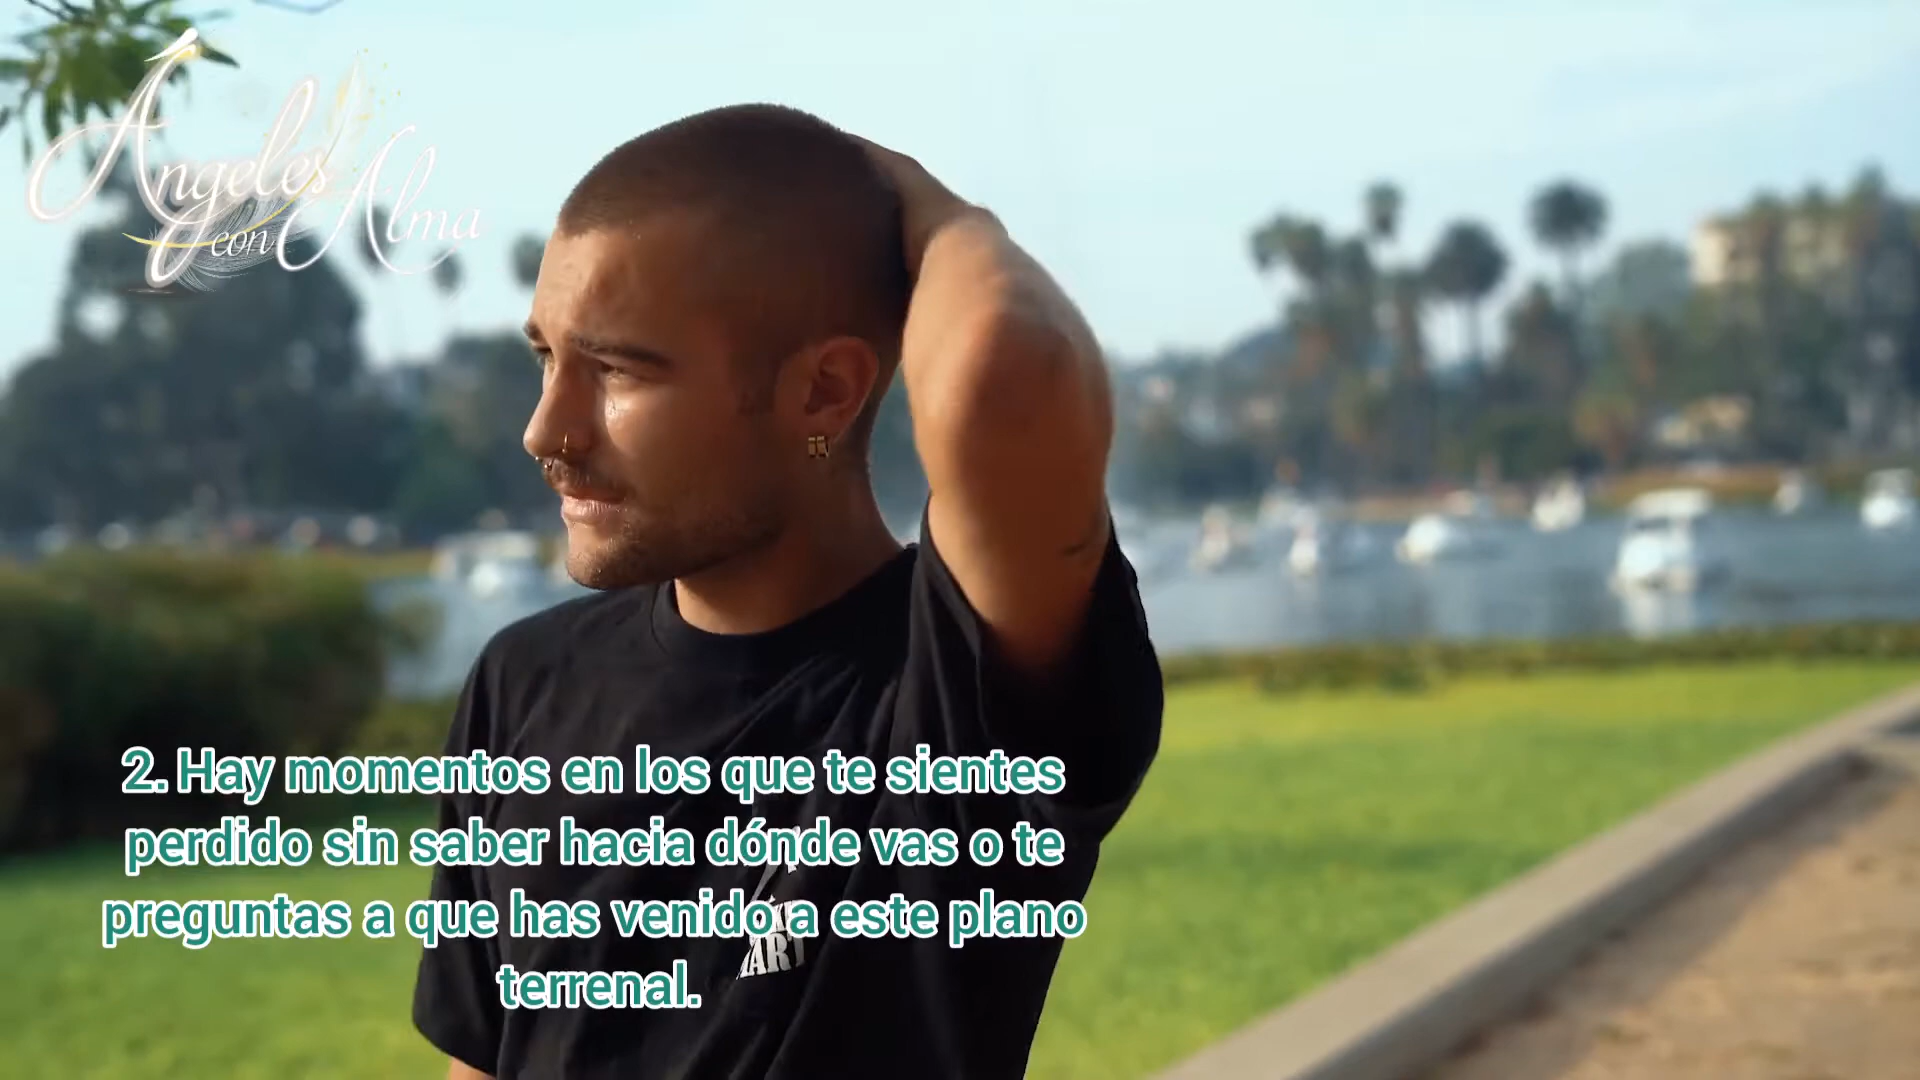 Ângeles
con Alma
2. Hay momentos en los que te sientes
perdido sin saber hacia dónde vas o te
preguntas a que has venido a este plano
terrenal.